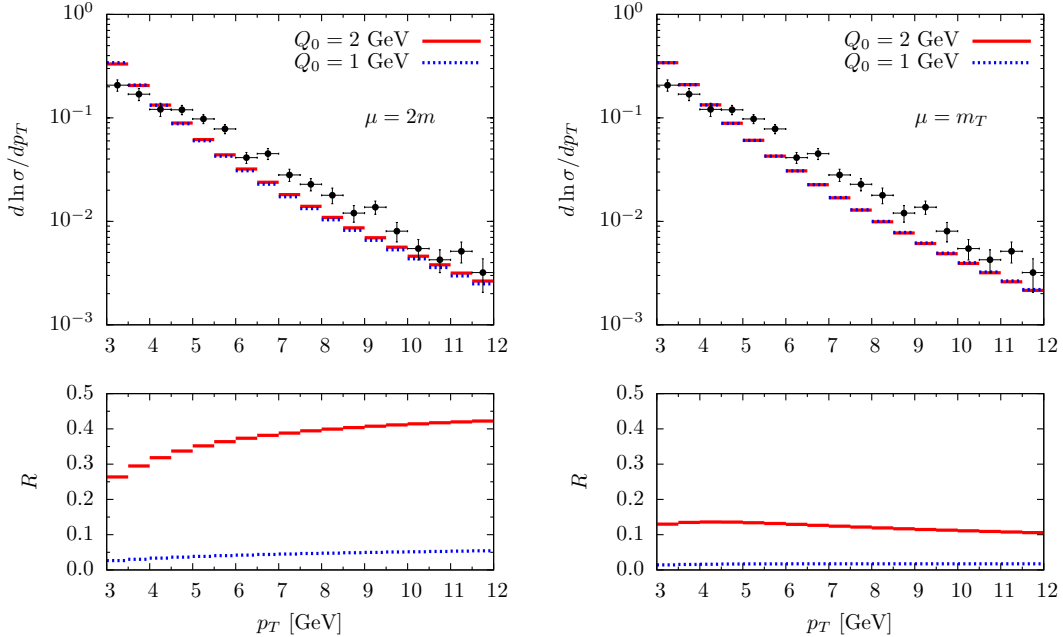 10^0
10^{-1}
10^{-2}
10^{-3}
d ln σ/dp_T
Q_0 = 2 GeV
Q_0 = 1 GeV
μ = 2m
3 4 5 6 7 8 9 10 11 12
10^0
10^{-1}
10^{-2}
10^{-3}
d ln σ/dp_T
Q_0 = 2 GeV
Q_0 = 1 GeV
μ = m_T
3 4 5 6 7 8 9 10 11 12
0.5
0.4
0.3
0.2
0.1
0.0
R
3 4 5 6 7 8 9 10 11 12
p_T [GeV]
0.5
0.4
0.3
0.2
0.1
0.0
R
3 4 5 6 7 8 9 10 11 12
p_T [GeV]